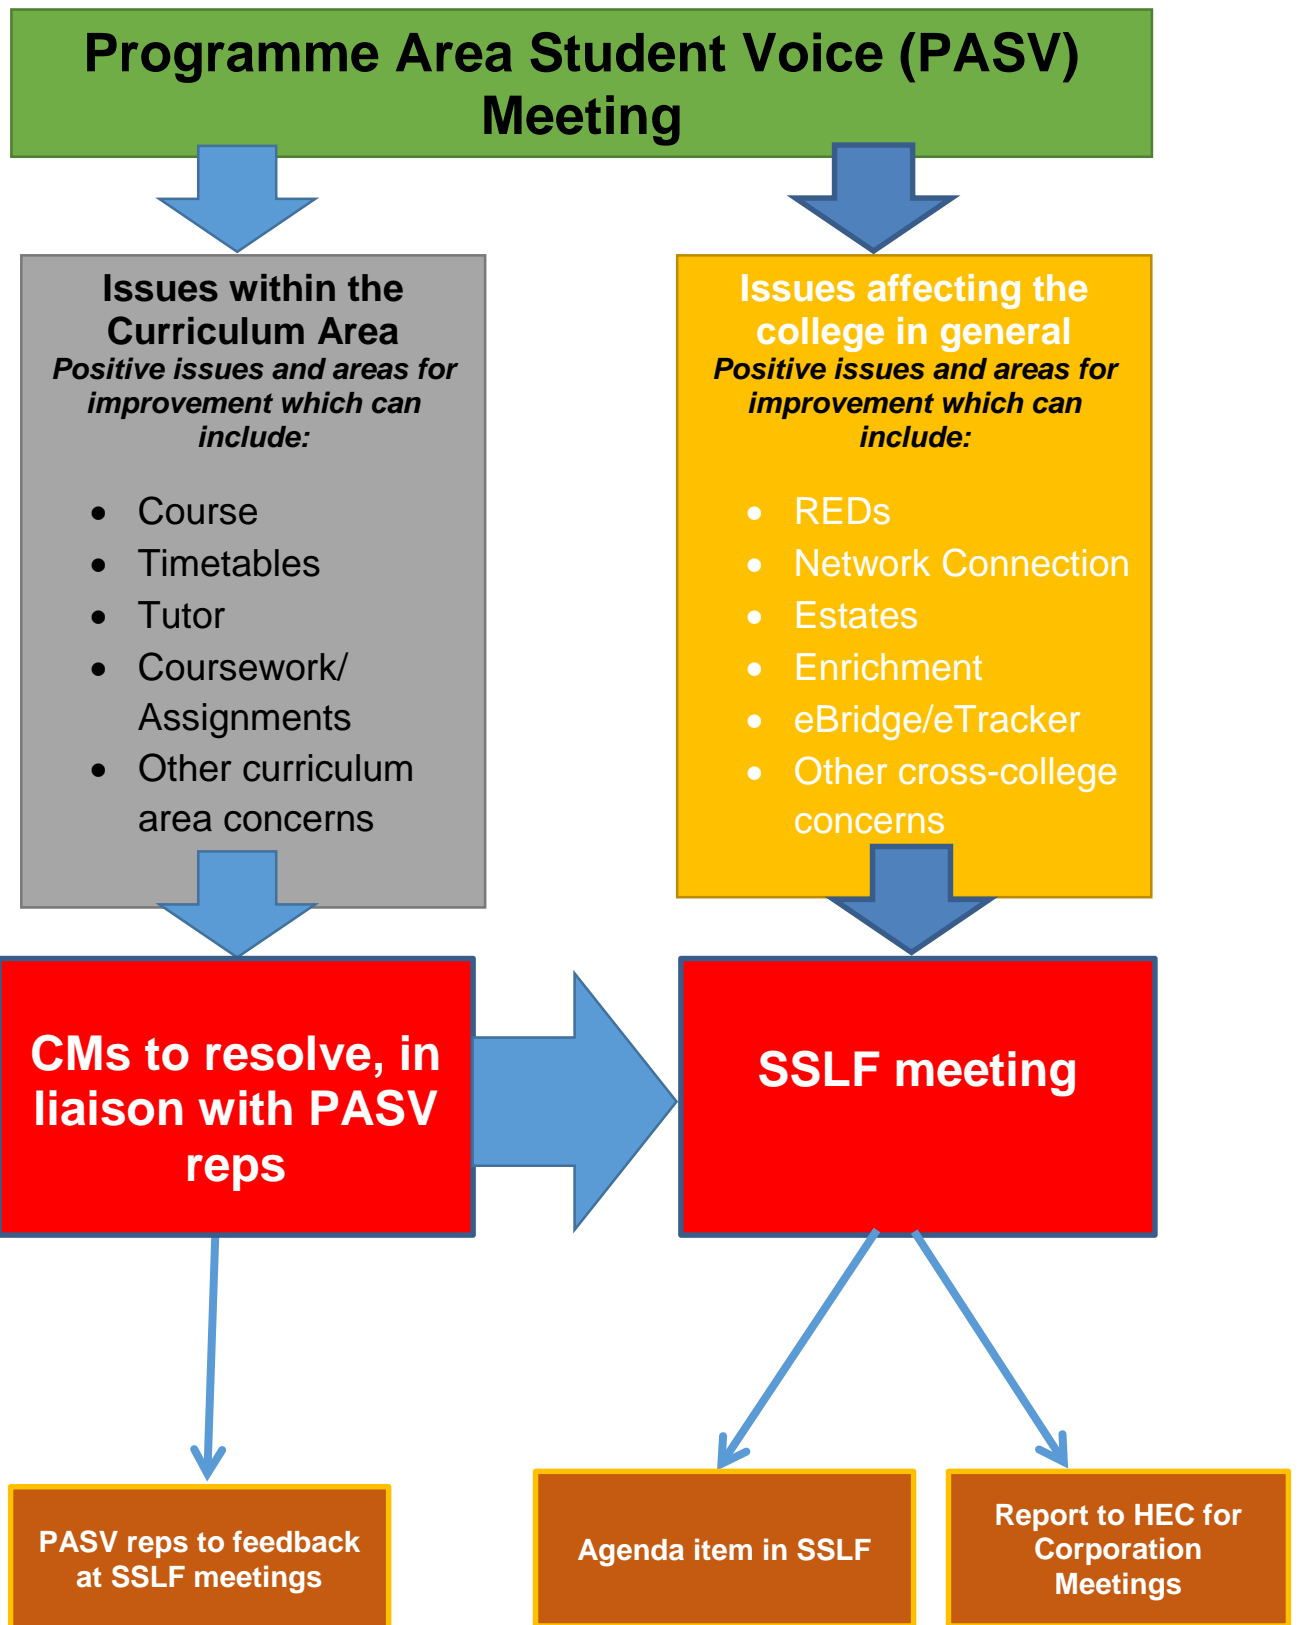 Programme Area Student Voice (PASV)
Meeting
Issues within the
Curriculum Area
Positive issues and areas for
improvement which can
include:
• Course
• Timetables
• Tutor
• Coursework/
Assignments
• Other curriculum
area concerns
Issues affecting the
college in general
Positive issues and areas for
improvement which can
include:
• REDs
• Network Connection
• Estates
• Enrichment
• eBridge/eTracker
• Other cross-college
concerns
CMs to resolve, in
liaison with PASV
reps
SSLF meeting
PASV reps to feedback
at SSLF meetings
Agenda item in SSLF
Report to HEC for
Corporation
Meetings